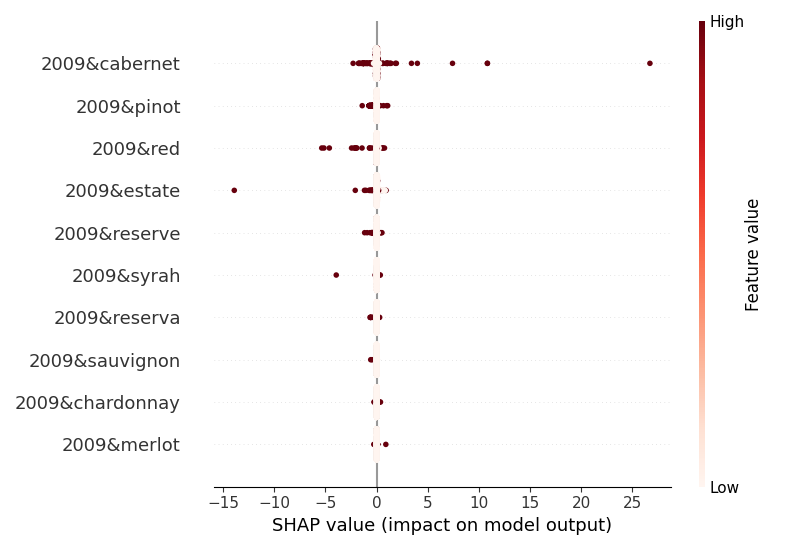 High
2009&cabernet
2009&pinot
2009&red
2009&estate
2009&reserve
2009&syrah
2009&reserva
2009&sauvignon
2009&chardonnay
2009&merlot
Feature value
Low
−15 −10 −5 0 5 10 15 20 25
SHAP value (impact on model output)